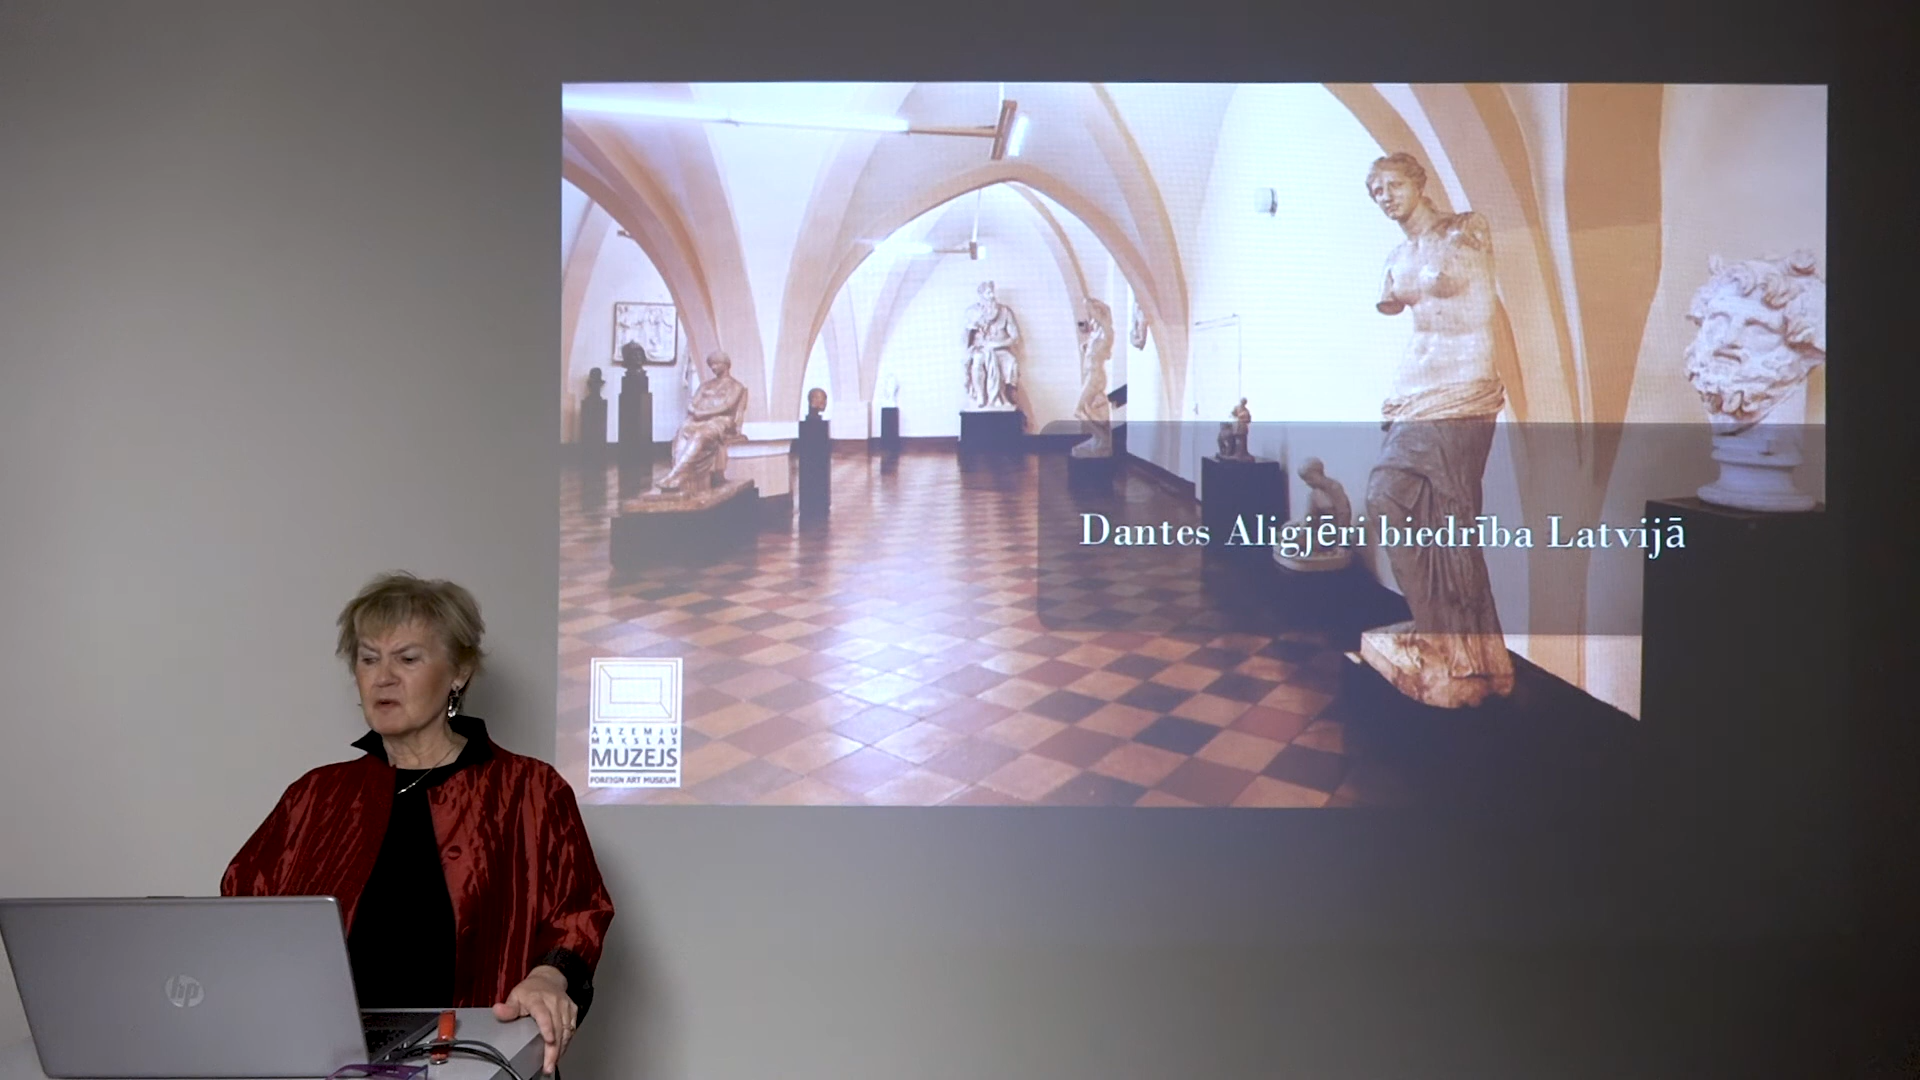 Dantes Aligjēri biedrība Latvijā
ĀRZEMJU
MĀKSLAS
MUZEJS
FOREIGN ART MUSEUM
hp